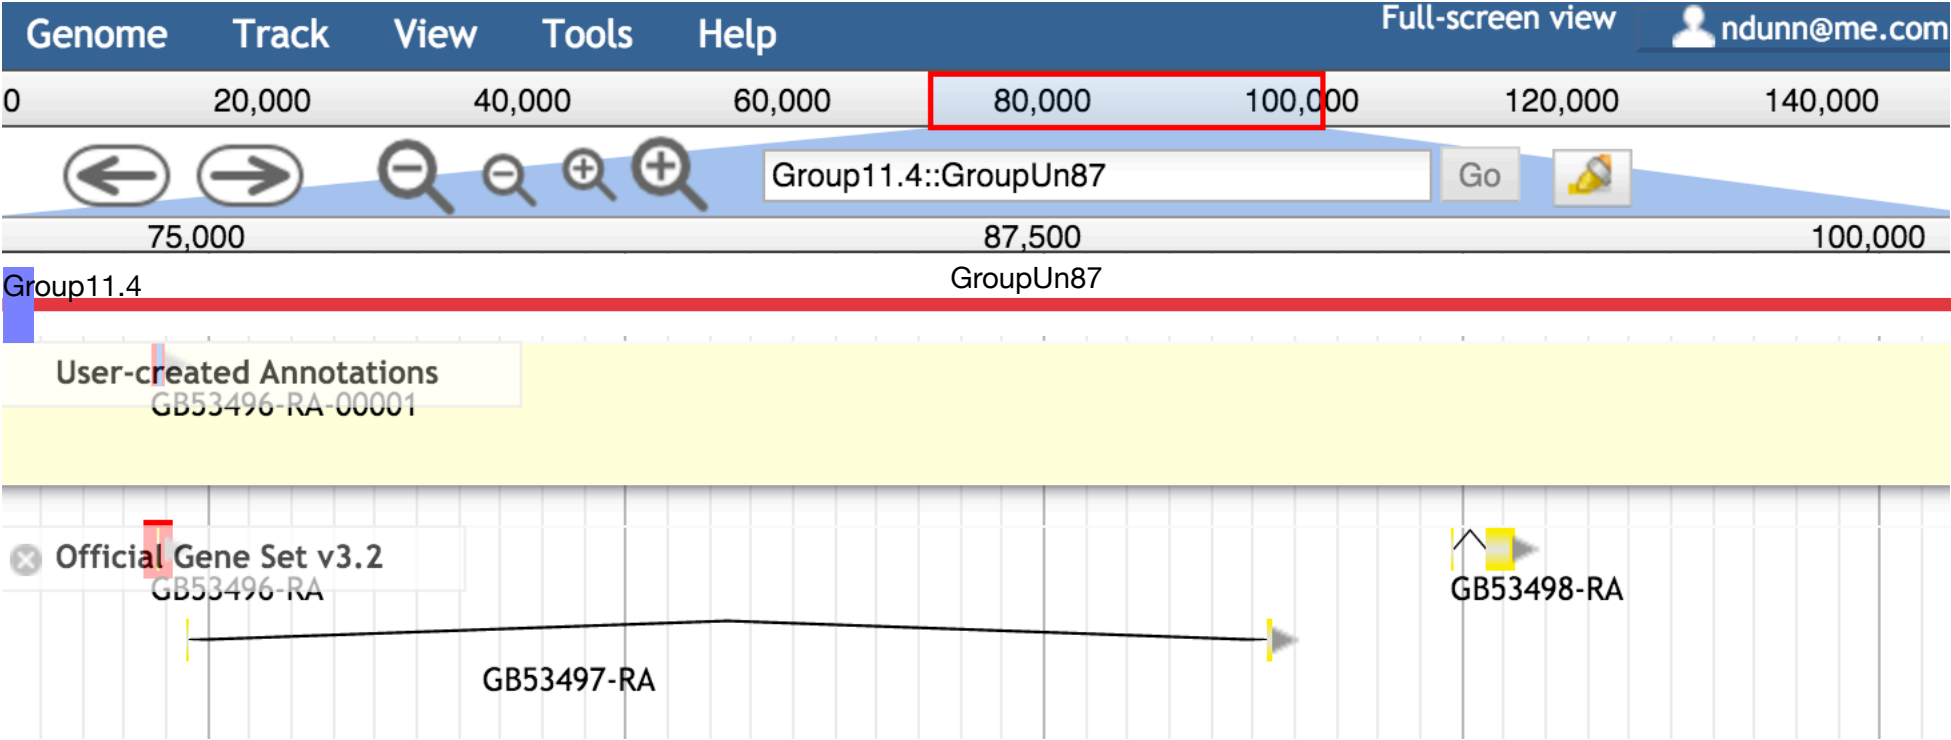 Genome Track View Tools Help Full-screen view ndunn@me.com
0 20,000 40,000 60,000 80,000 100,000 120,000 140,000
Group11.4::GroupUn87 Go
75,000 87,500 100,000
Group11.4 GroupUn87
User-created Annotations
GB53496-RA-00001
Official Gene Set v3.2
GB53496-RA GB53498-RA
GB53497-RA